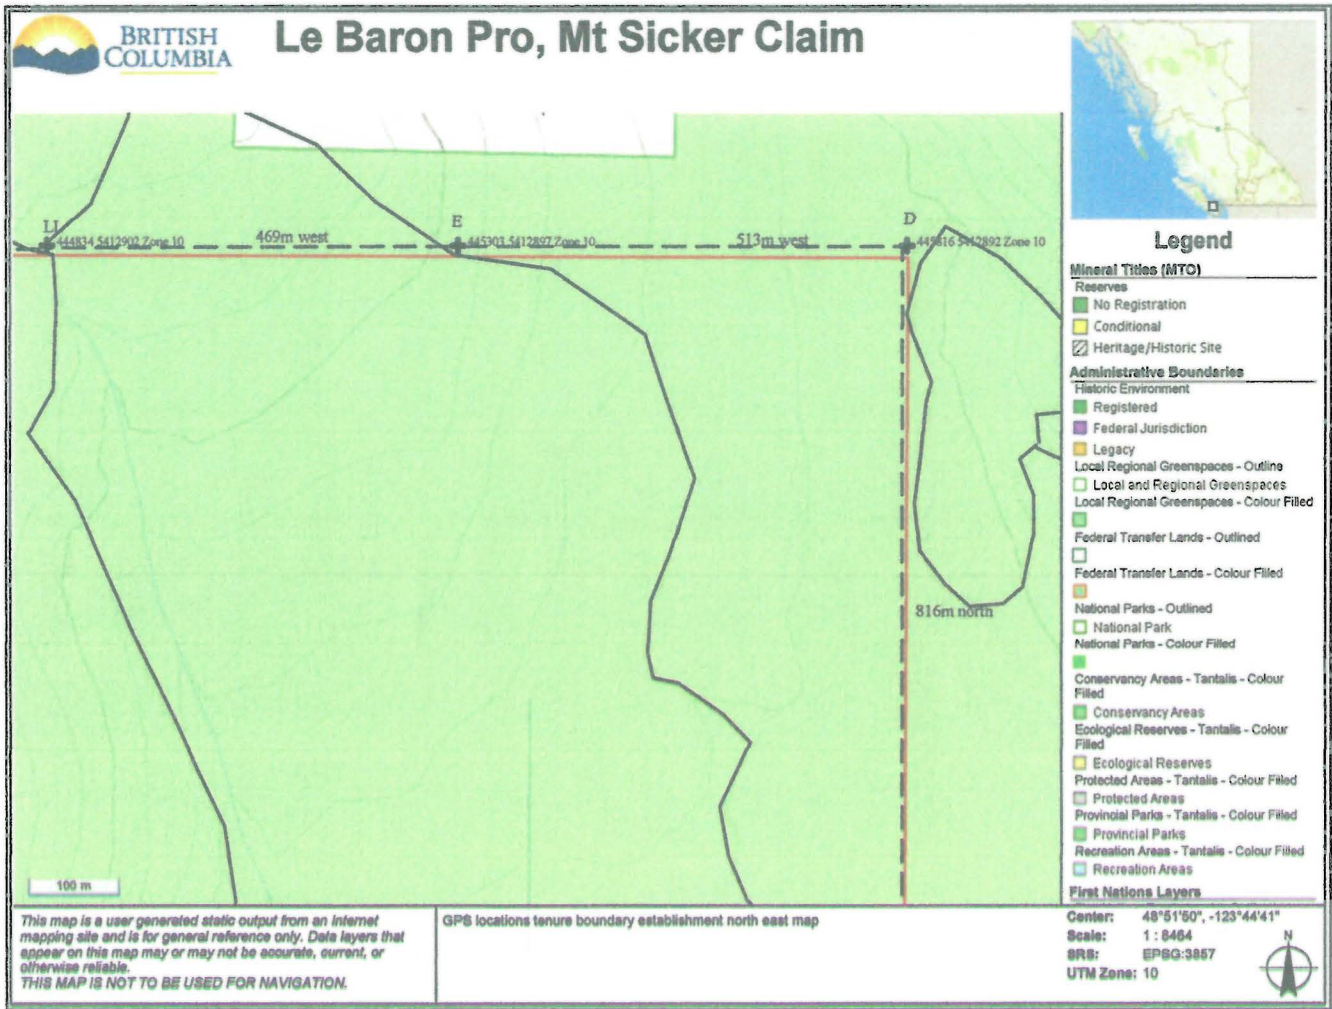 BRITISH
COLUMBIA
Le Baron Pro, Mt Sicker Claim
E
D
444834 5412902 Zone 10
469m west
445303 5412897 Zone 10
513m west
445816 5412892 Zone 10
816m north
100 m
Legend
Mineral Titles (MTO)
Reserves
No Registration
Conditional
Heritage/Historic Site
Administrative Boundaries
Historic Environment
Registered
Federal Jurisdiction
Legacy
Local Regional Greenspaces - Outline
Local and Regional Greenspaces
Local Regional Greenspaces - Colour Filled
Federal Transfer Lands - Outlined
Federal Transfer Lands - Colour Filled
National Parks - Outlined
National Park
National Parks - Colour Filled
Conservancy Areas - Tantalis - Colour
Filled
Conservancy Areas
Ecological Reserves - Tantalis - Colour
Filled
Ecological Reserves
Protected Areas - Tantalis - Colour Filled
Protected Areas
Provincial Parks - Tantalis - Colour Filled
Provincial Parks
Recreation Areas - Tantalis - Colour Filled
Recreation Areas
First Nations Layers
This map is a user generated static output from an Internet
mapping site and is for general reference only. Data layers that
appear on this map may or may not be accurate, current, or
otherwise reliable.
THIS MAP IS NOT TO BE USED FOR NAVIGATION.
GPS locations tenure boundary establishment north east map
Center: 48°51'50", -123°44'41"
Scale: 1 : 8464
SRS: EPSG:3857
UTM Zone: 10
N